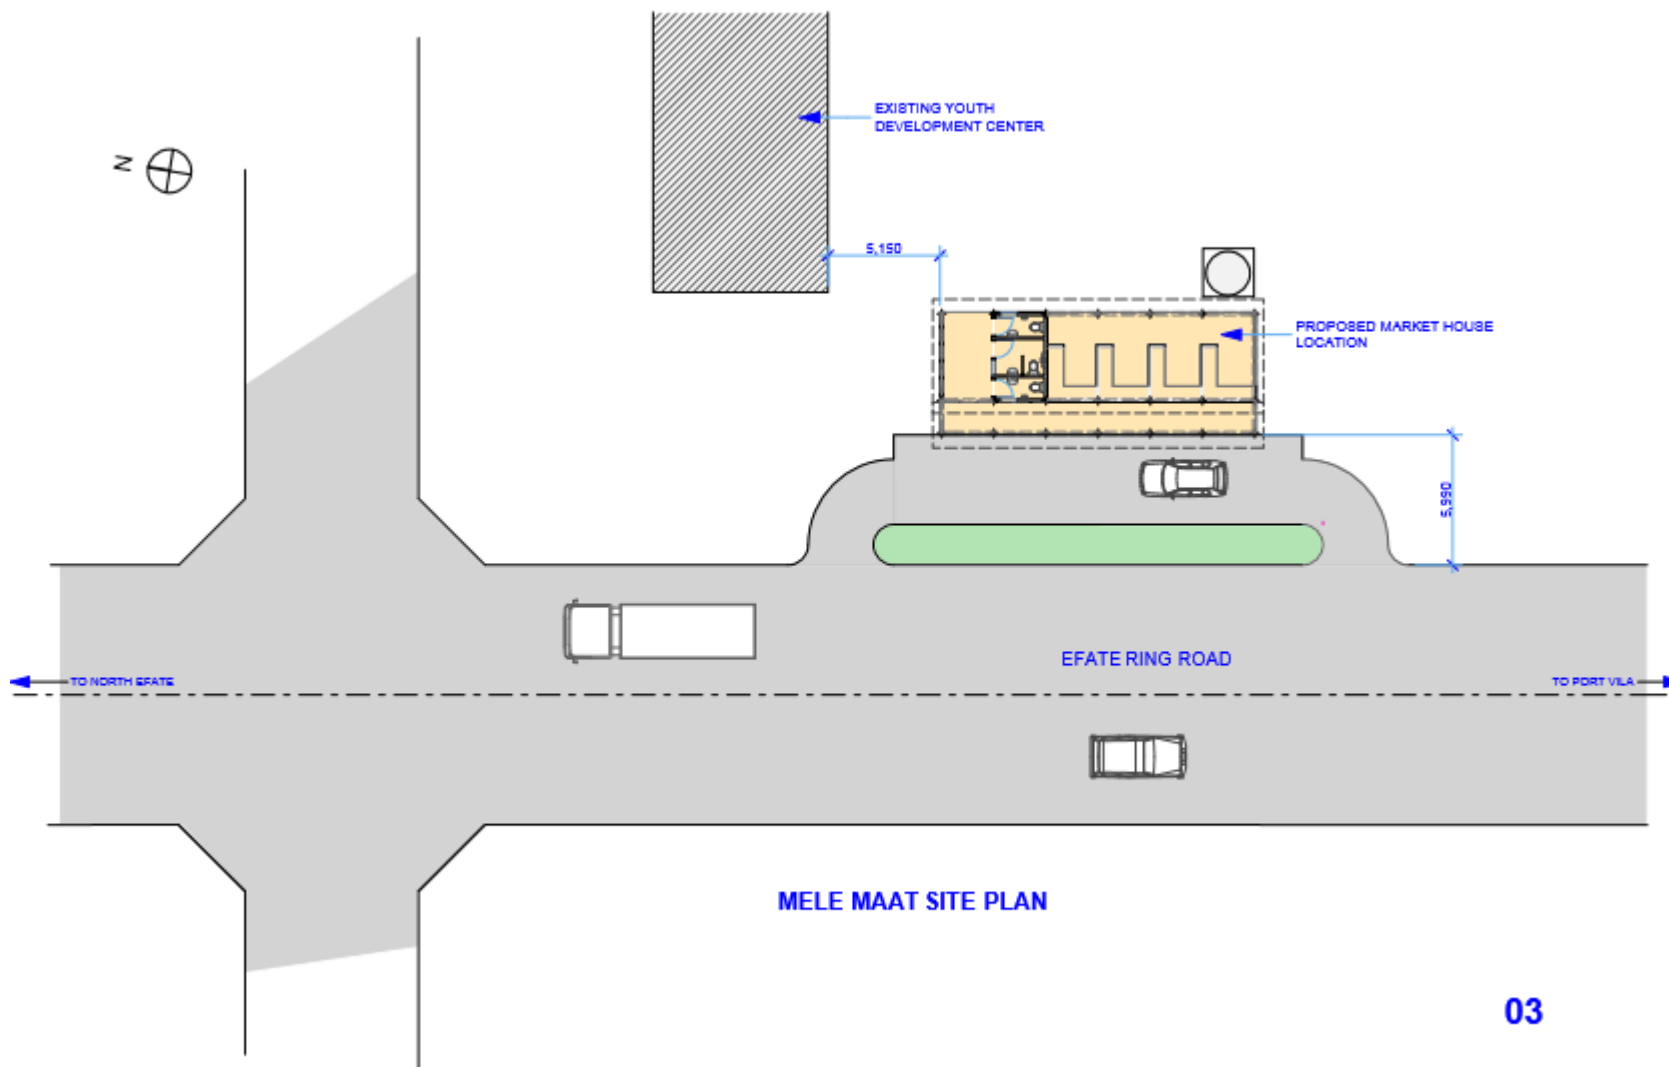 EXISTING YOUTH
DEVELOPMENT CENTER
N
5,150
PROPOSED MARKET HOUSE
LOCATION
5,990
EFATE RING ROAD
TO NORTH EFATE
TO PORT VILA
MELE MAAT SITE PLAN
03